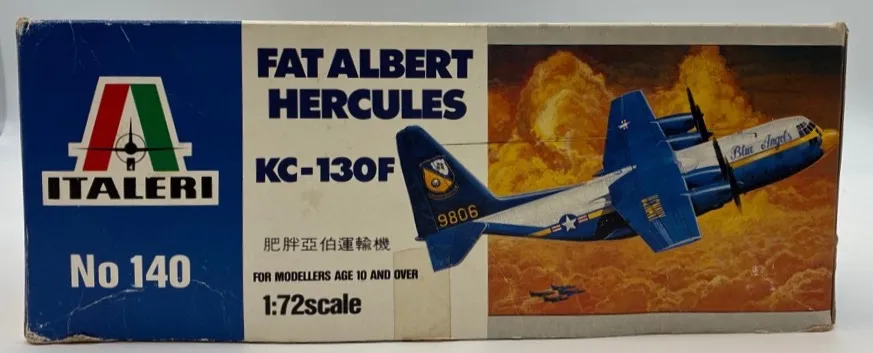 ITALERI
No 140
FAT ALBERT
HERCULES
KC-130F
肥胖亞伯運輸機
FOR MODELLERS AGE 10 AND OVER
1:72scale
9806
Blue Angels